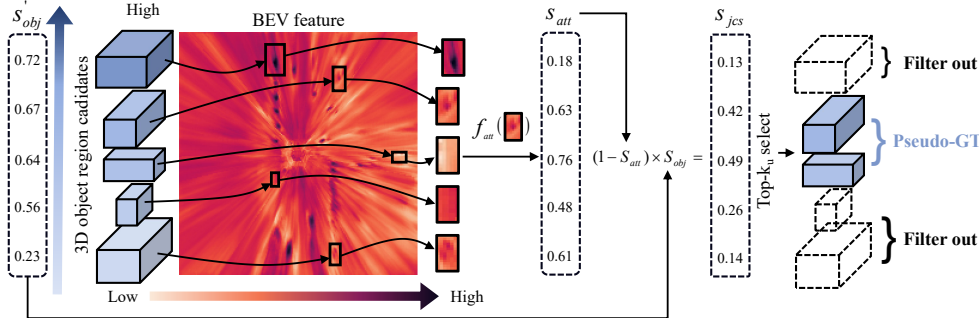 S'obj
High
BEV feature
Satt
Sjcs
0.72
0.67
0.64
0.56
0.23
3D object region cadidates
0.18
0.63
0.76
0.48
0.61
fatt( )
(1−Satt)×Sobj=
0.13
0.42
0.49
0.26
0.14
Top-ku select
Filter out
Pseudo-GT
Filter out
Low
High